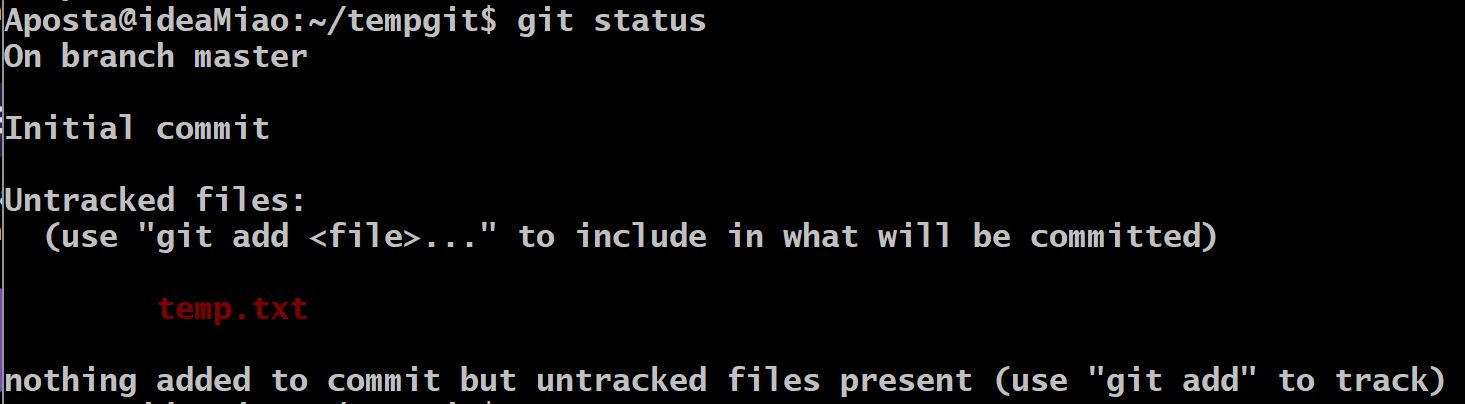 Aposta@ideaMiao:~/tempgit$ git status
On branch master
Initial commit
Untracked files:
(use "git add <file>..." to include in what will be committed)
temp.txt
nothing added to commit but untracked files present (use "git add" to track)